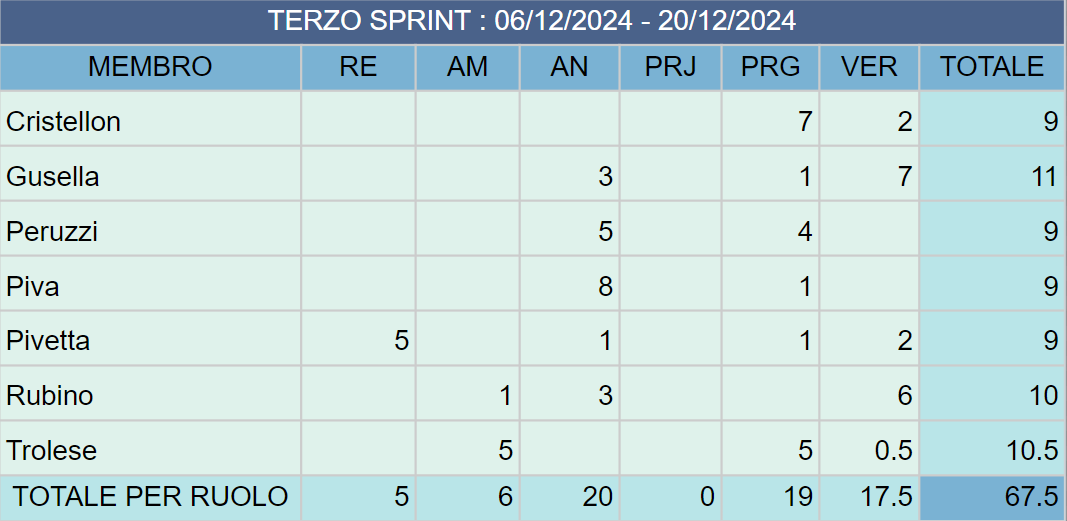 TERZO SPRINT : 06/12/2024 - 20/12/2024
MEMBRO RE AM AN PRJ PRG VER TOTALE
Cristellon 7 2 9
Gusella 3 1 7 11
Peruzzi 5 4 9
Piva 8 1 9
Pivetta 5 1 1 2 9
Rubino 1 3 6 10
Trolese 5 5 0.5 10.5
TOTALE PER RUOLO 5 6 20 0 19 17.5 67.5